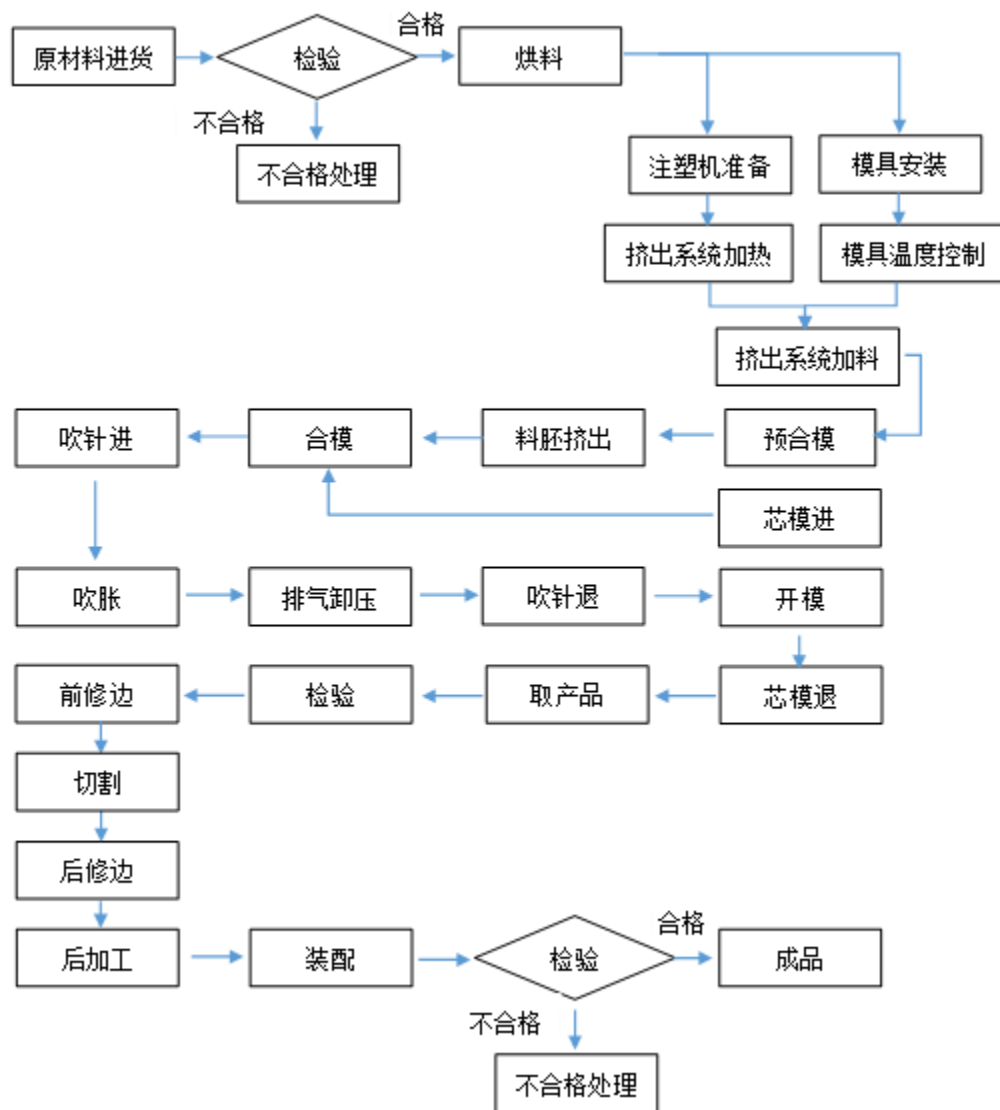 原材料进货
检验
合格
烘料
不合格
不合格处理
注塑机准备
模具安装
挤出系统加热
模具温度控制
挤出系统加料
吹针进
合模
料胚挤出
预合模
芯模进
吹胀
排气卸压
吹针退
开模
前修边
检验
取产品
芯模退
切割
后修边
后加工
装配
检验
合格
成品
不合格
不合格处理